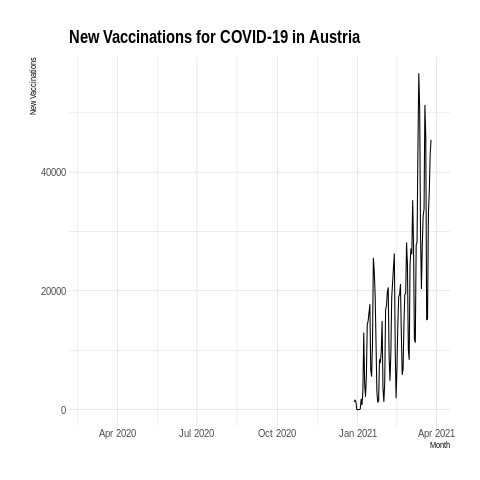 New Vaccinations for COVID-19 in Austria
New Vaccinations
40000
20000
0
Apr 2020 Jul 2020 Oct 2020 Jan 2021 Apr 2021
Month